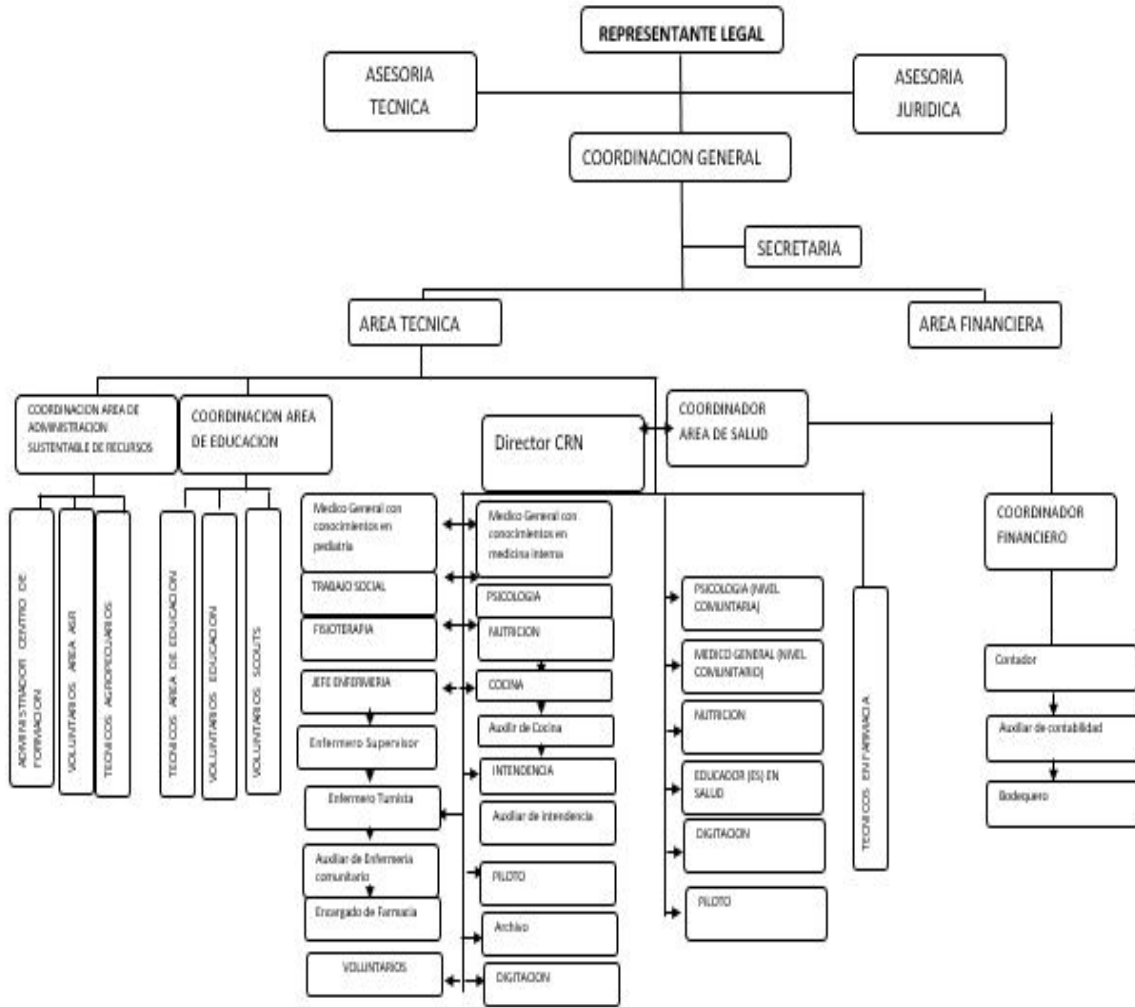 REPRESENTANTE LEGAL
ASESORIA
TECNICA
ASESORIA
JURIDICA
COORDINACION GENERAL
SECRETARIA
AREA TECNICA
AREA FINANCIERA
COORDINACION AREA DE
ADMINISTRACION
SUSTENTABLE DE RECURSOS
COORDINACION AREA
DE EDUCACION
Director CRN
COORDINADOR
AREA DE SALUD
COORDINADOR
FINANCIERO
ADMINISTRADOR CENTRO DE
FORMACION
VOLUNTARIOS AREA ASR
TECNICOS AGROPECUARIOS
TECNICOS AREA DE EDUCACION
VOLUNTARIOS EDUCACION
VOLUNTARIOS SCOUTS
Medico General con
conocimientos en
pediatria
TRABAJO SOCIAL
FISIOTERAPIA
JEFE ENFERMERIA
Enfermero Supervisor
Enfermero Turnista
Auxiliar de Enfermeria
comunitario
Encargado de Farmacia
VOLUNTARIOS
Medico General con
conocimientos en
medicina interna
PSICOLOGIA
NUTRICION
COCINA
Auxilir de Cocina
INTENDENCIA
Auxiliar de intendencia
PILOTO
Archivo
DIGITACION
PSICOLOGIA (NIVEL
COMUNTARIA)
MEDICO GENERAL (NIVEL
COMUNITARIO)
NUTRICION
EDUCADOR (ES) EN
SALUD
DIGITACION
PILOTO
TECNICOS EN FARMACIA
Contador
Auxiliar de contabilidad
Bodequero